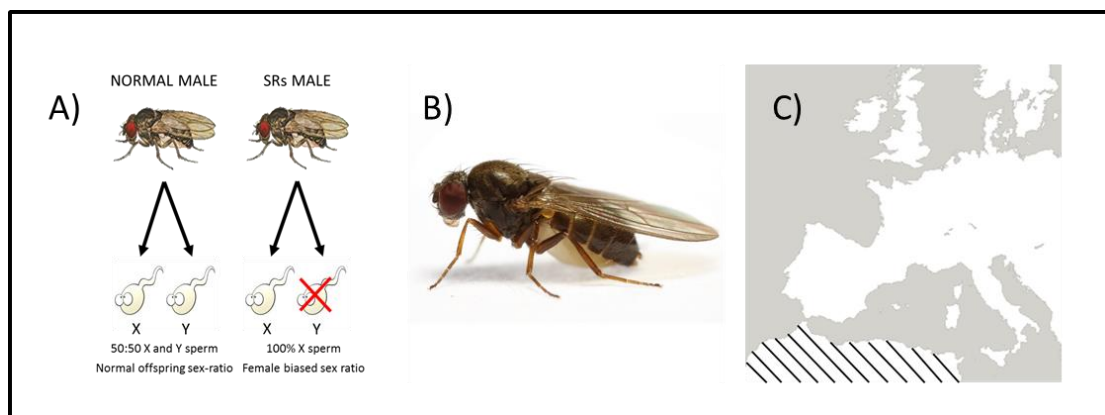 A)
NORMAL MALE
SRs MALE
X
Y
X
Y
50:50 X and Y sperm
100% X sperm
Normal offspring sex-ratio
Female biased sex ratio
B)
C)